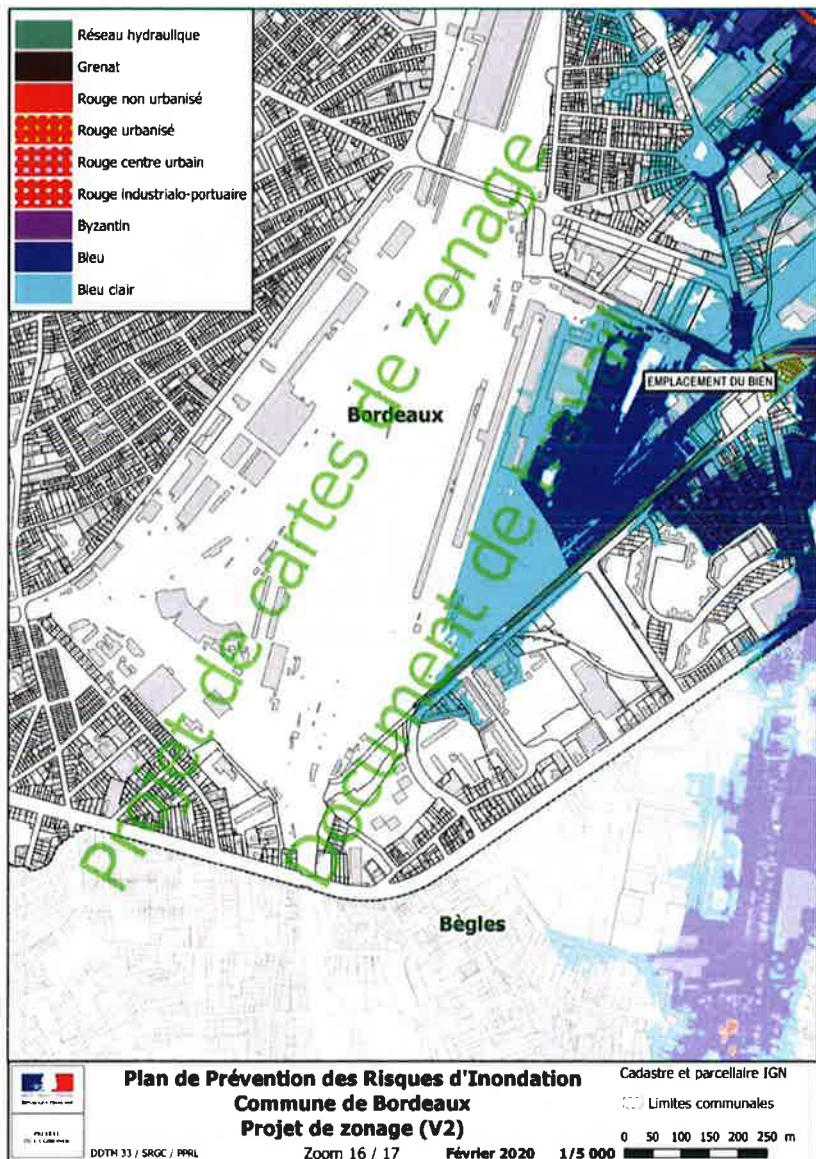 Réseau hydraulique
Grenat
Rouge non urbanisé
Rouge urbanisé
Rouge centre urbain
Rouge industrialo-portuaire
Byzantin
Bleu
Bleu clair
Projet de cartes de zonage
Document de travail
EMPLACEMENT DU BIEN
Bordeaux
Bègles
Plan de Prévention des Risques d'Inondation
Commune de Bordeaux
Projet de zonage (V2)
DDTM 33 / SRGC / PPRL
Zoom 16 / 17
Février 2020
1/5 000
Cadastre et parcellaire IGN
Limites communales
0 50 100 150 200 250 m